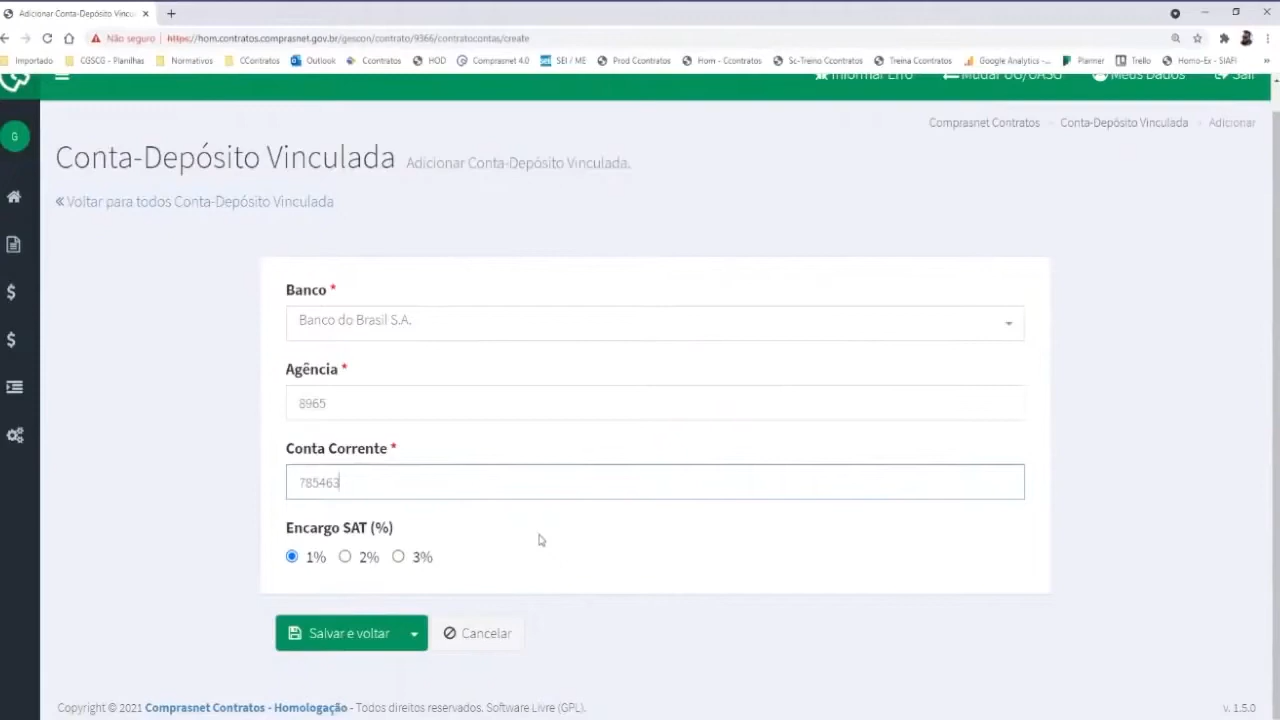 Adicionar Conta-Depósito Vincu
Não seguro
https://hom.contratos.comprasnet.gov.br/gescon/contrato/9366/contratocontas/create
Importado CGSCG - Planilhas Normativos CContratos Outlook Ccontratos HOD Comprasnet 4.0 SEI / ME Prod Ccontratos Hom - Ccontratos Sc-Treino Ccontratos Treina Ccontratos Google Analytics -... Planner Trello Homo-Ex - SIAFI »
Informar Erro Mudar UG/UASG Meus Dados Sair
G
Comprasnet Contratos Conta-Depósito Vinculada Adicionar
Conta-Depósito Vinculada Adicionar Conta-Depósito Vinculada.
« Voltar para todos Conta-Depósito Vinculada
Banco *
Banco do Brasil S.A.
Agência *
8965
Conta Corrente *
785463
Encargo SAT (%)
1% 2% 3%
Salvar e voltar Cancelar
Copyright © 2021 Comprasnet Contratos - Homologação - Todos direitos reservados. Software Livre (GPL).
v. 1.5.0